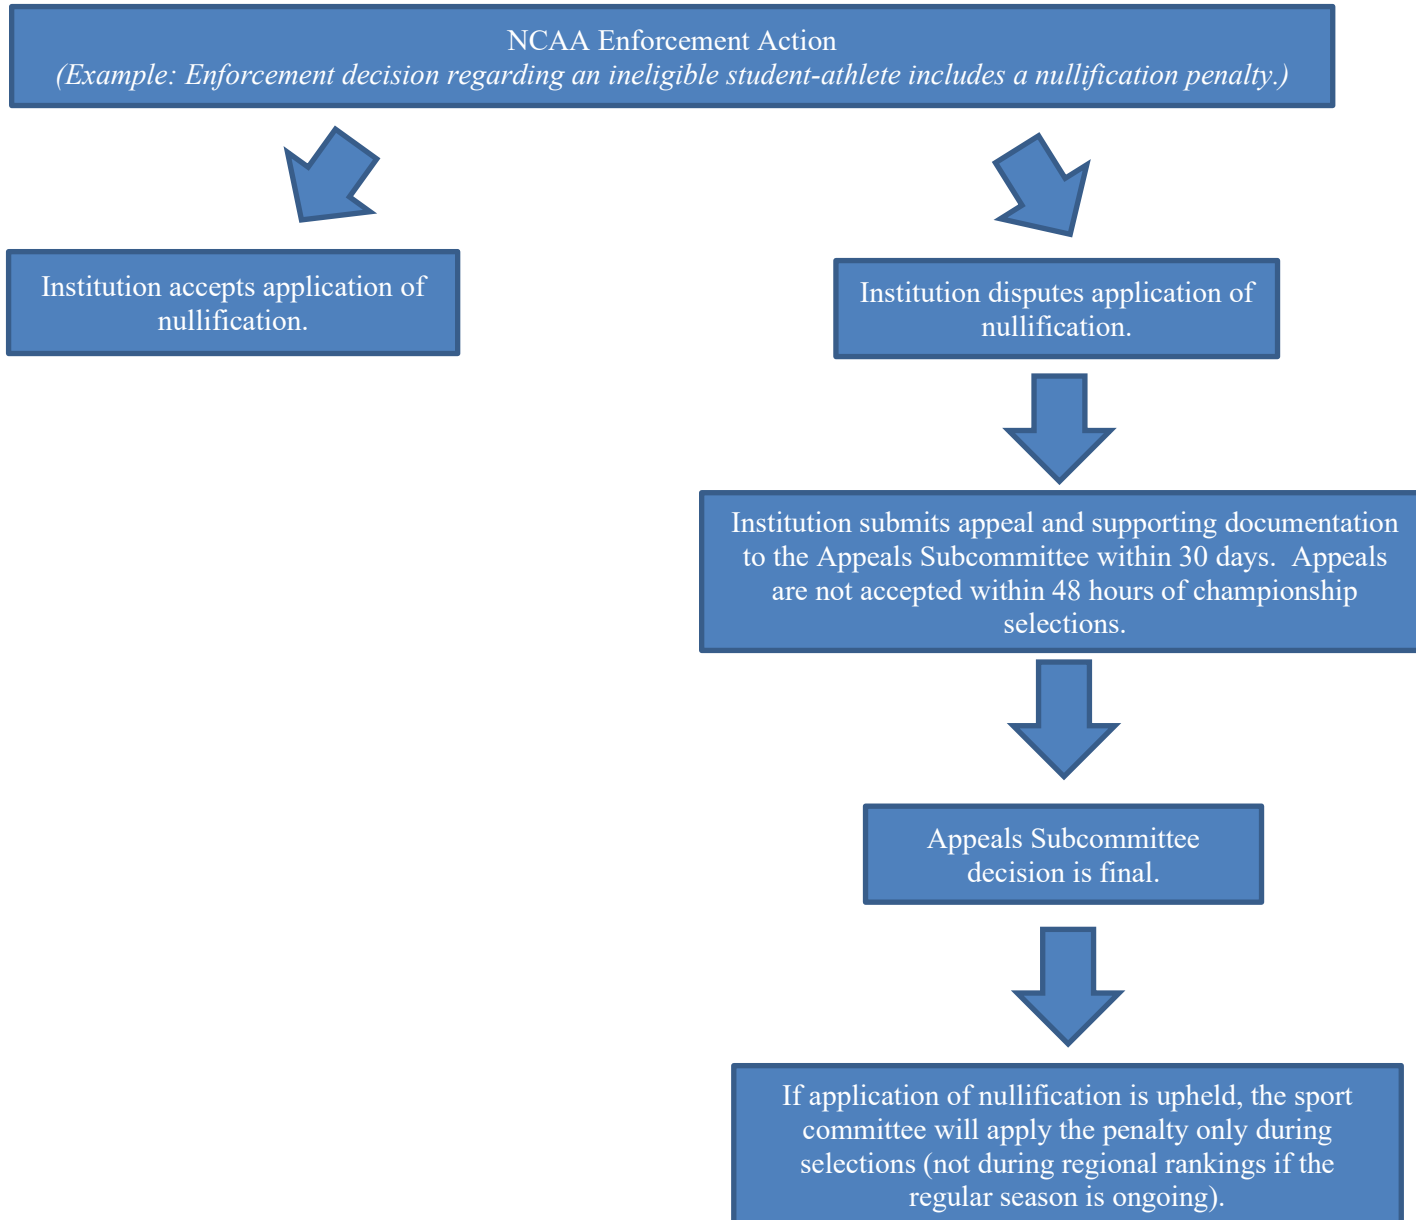 NCAA Enforcement Action
(Example: Enforcement decision regarding an ineligible student-athlete includes a nullification penalty.)
Institution accepts application of
nullification.
Institution disputes application of
nullification.
Institution submits appeal and supporting documentation
to the Appeals Subcommittee within 30 days.  Appeals
are not accepted within 48 hours of championship
selections.
Appeals Subcommittee
decision is final.
If application of nullification is upheld, the sport
committee will apply the penalty only during
selections (not during regional rankings if the
regular season is ongoing).